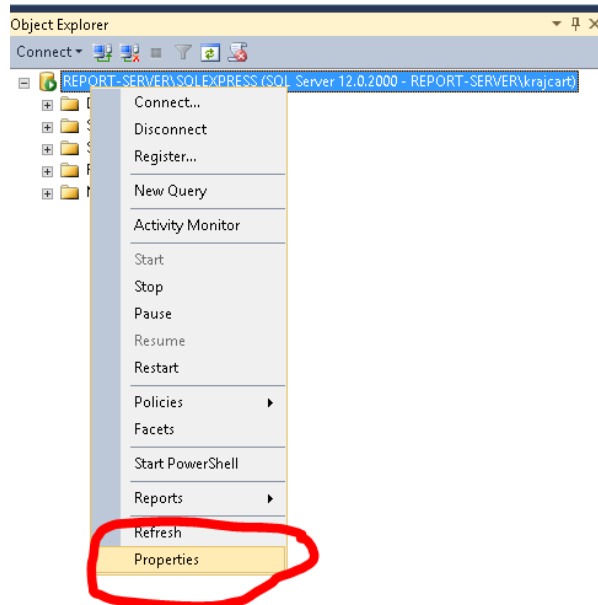 Object Explorer
Connect
REPORT-SERVER\SQLEXPRESS (SQL Server 12.0.2000 - REPORT-SERVER\krajcart)
Connect...
Disconnect
Register...
New Query
Activity Monitor
Start
Stop
Pause
Resume
Restart
Policies
Facets
Start PowerShell
Reports
Refresh
Properties